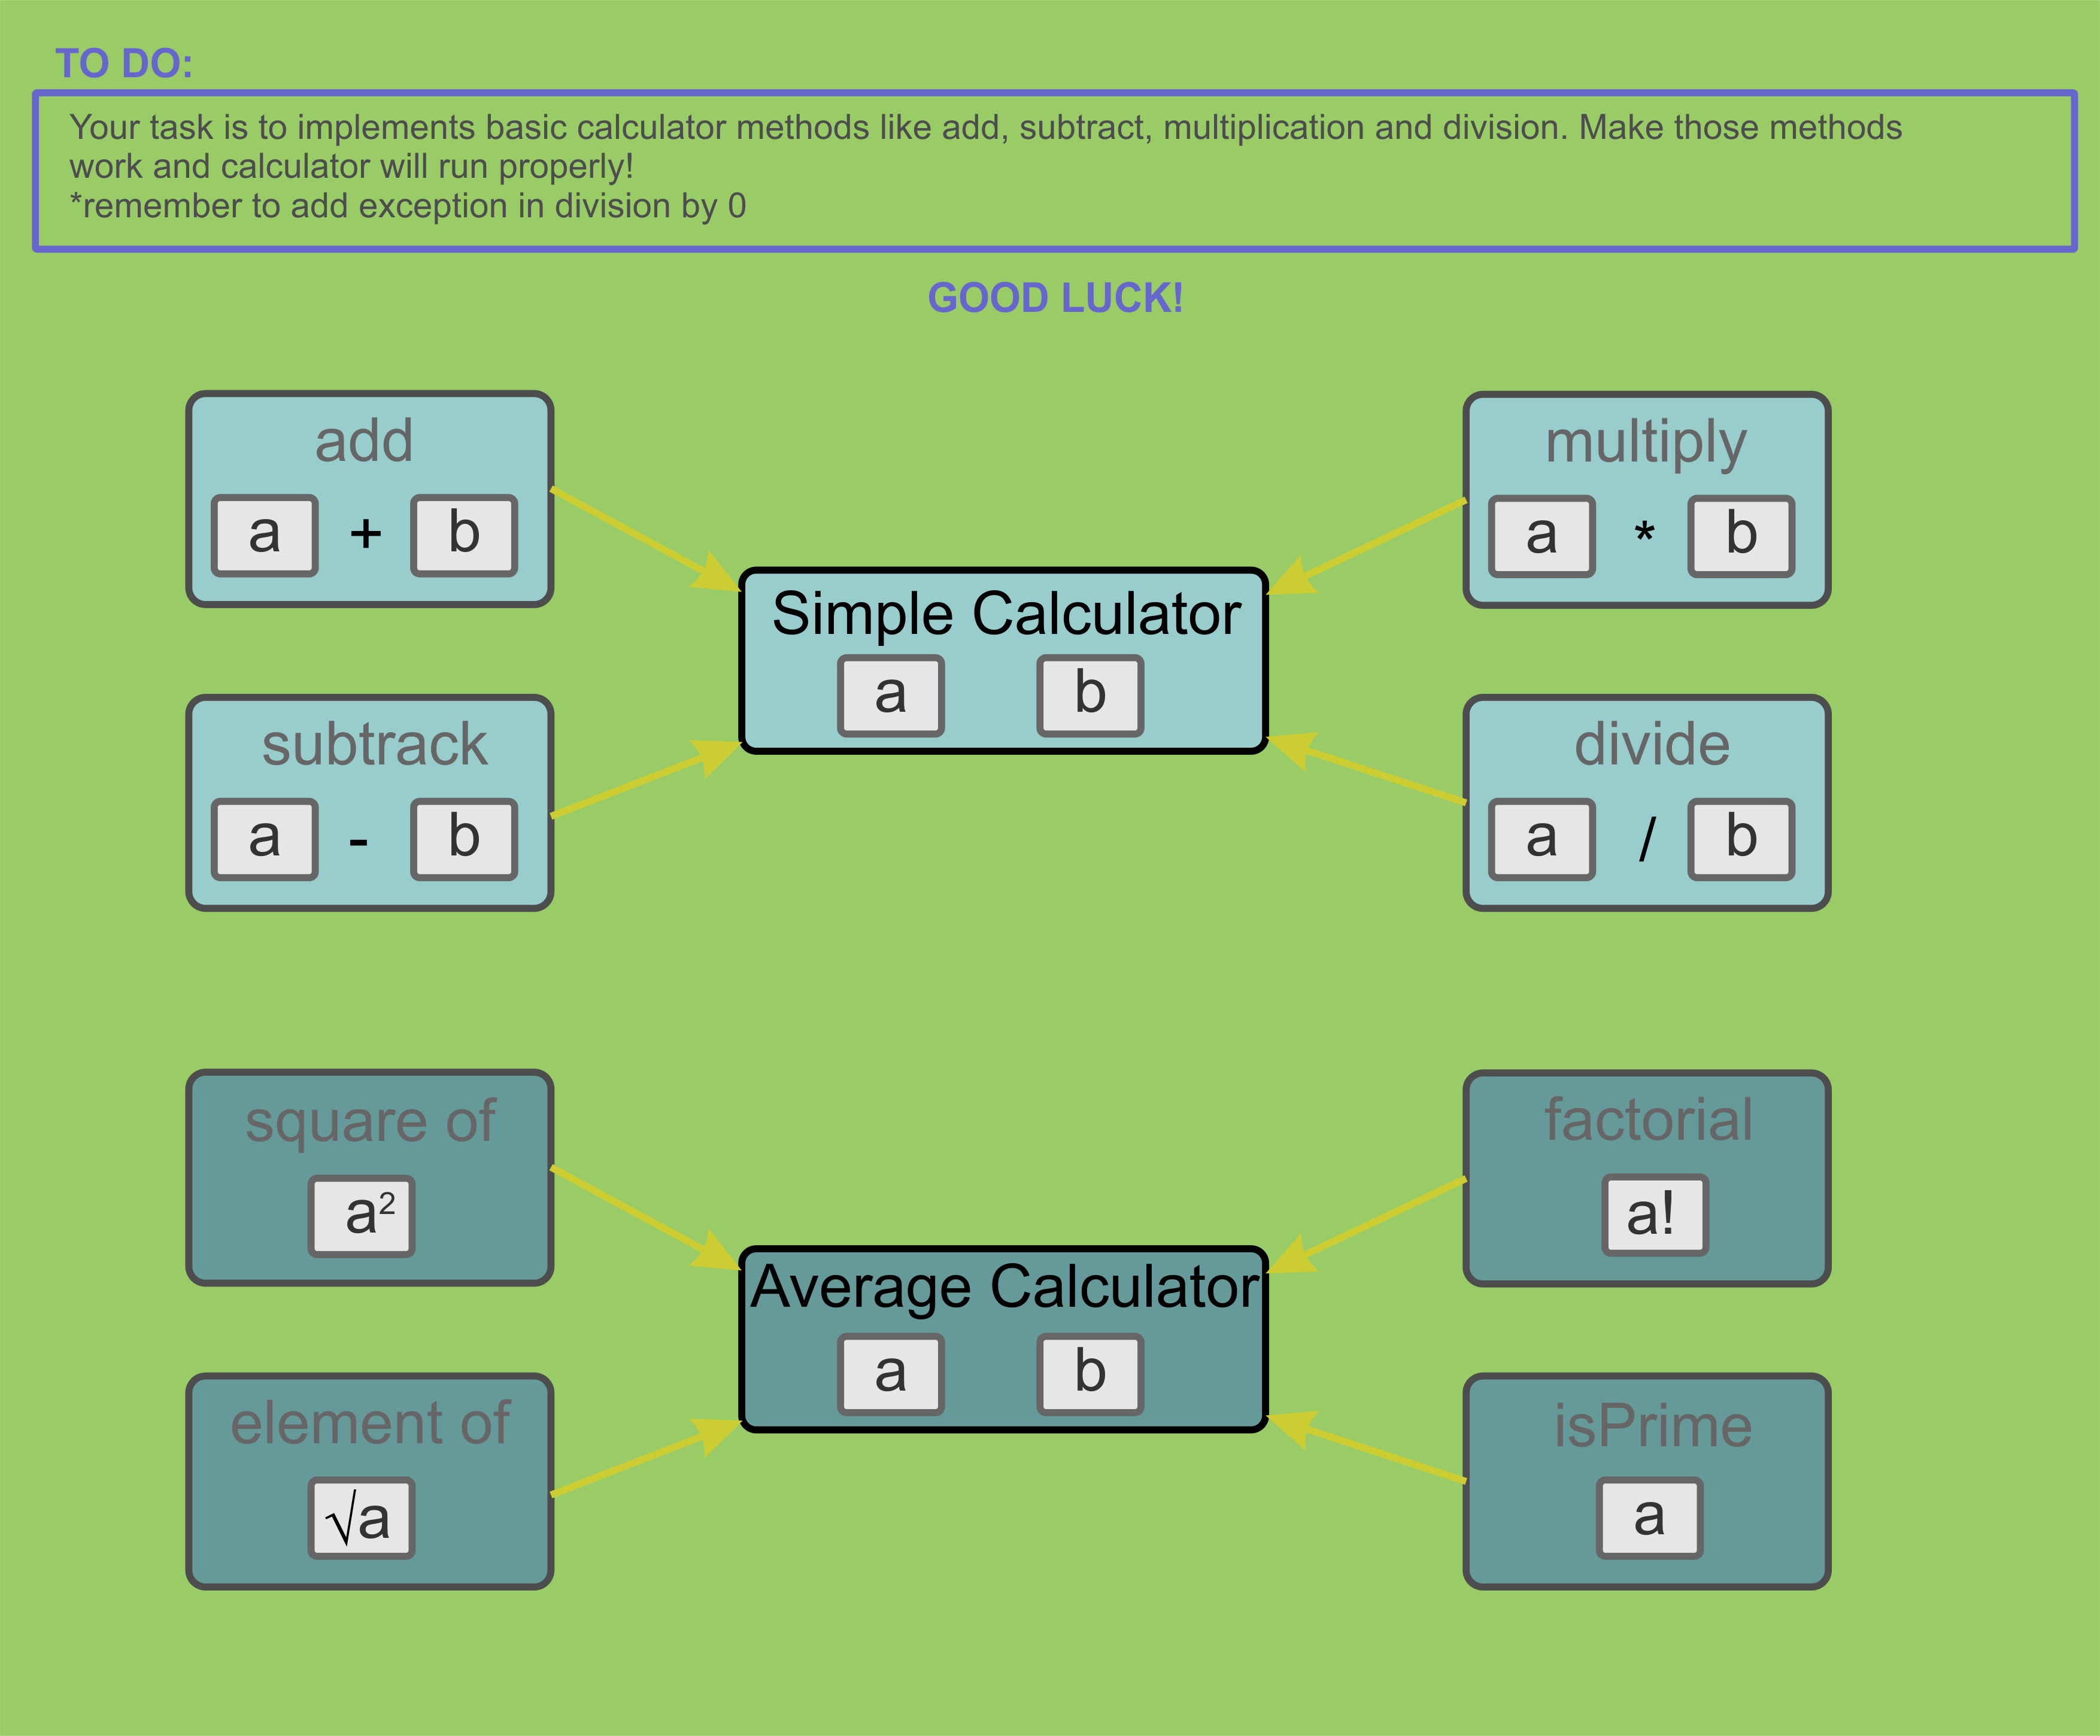 TO DO:
Your task is to implements basic calculator methods like add, subtract, multiplication and division. Make those methods
work and calculator will run properly!
*remember to add exception in division by 0
GOOD LUCK!
add
a + b
multiply
a * b
Simple Calculator
a b
subtrack
a - b
divide
a / b
square of
a²
factorial
a!
Average Calculator
a b
element of
√a
isPrime
a